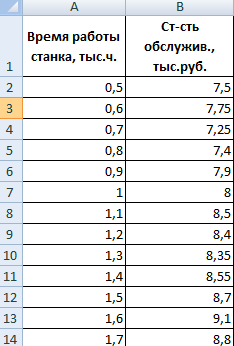 A B
1 Время работы станка, тыс.ч. Ст-сть обслужив., тыс.руб.
2 0,5 7,5
3 0,6 7,75
4 0,7 7,25
5 0,8 7,4
6 0,9 7,9
7 1 8
8 1,1 8,5
9 1,2 8,4
10 1,3 8,35
11 1,4 8,55
12 1,5 8,7
13 1,6 9,1
14 1,7 8,8